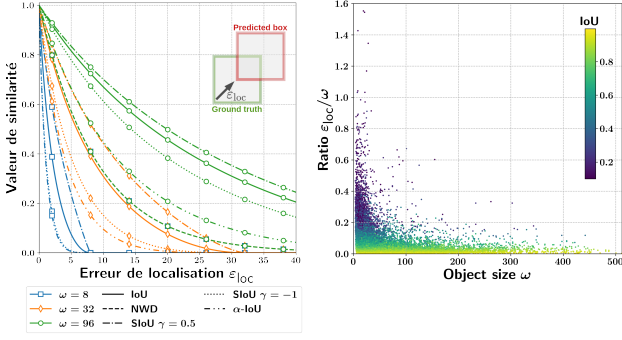 1.0
0.8
0.6
0.4
0.2
0.0
Valeur de similarité
Predicted box
εloc
Ground truth
0 5 10 15 20 25 30 35 40
Erreur de localisation εloc
ω = 8
ω = 32
ω = 96
IoU
NWD
SIoU γ = 0.5
SIoU γ = −1
α-IoU
1.6
1.4
1.2
1.0
0.8
0.6
0.4
0.2
0.0
Ratio εloc/ω
IoU
0.8
0.6
0.4
0.2
0 100 200 300 400 500
Object size ω